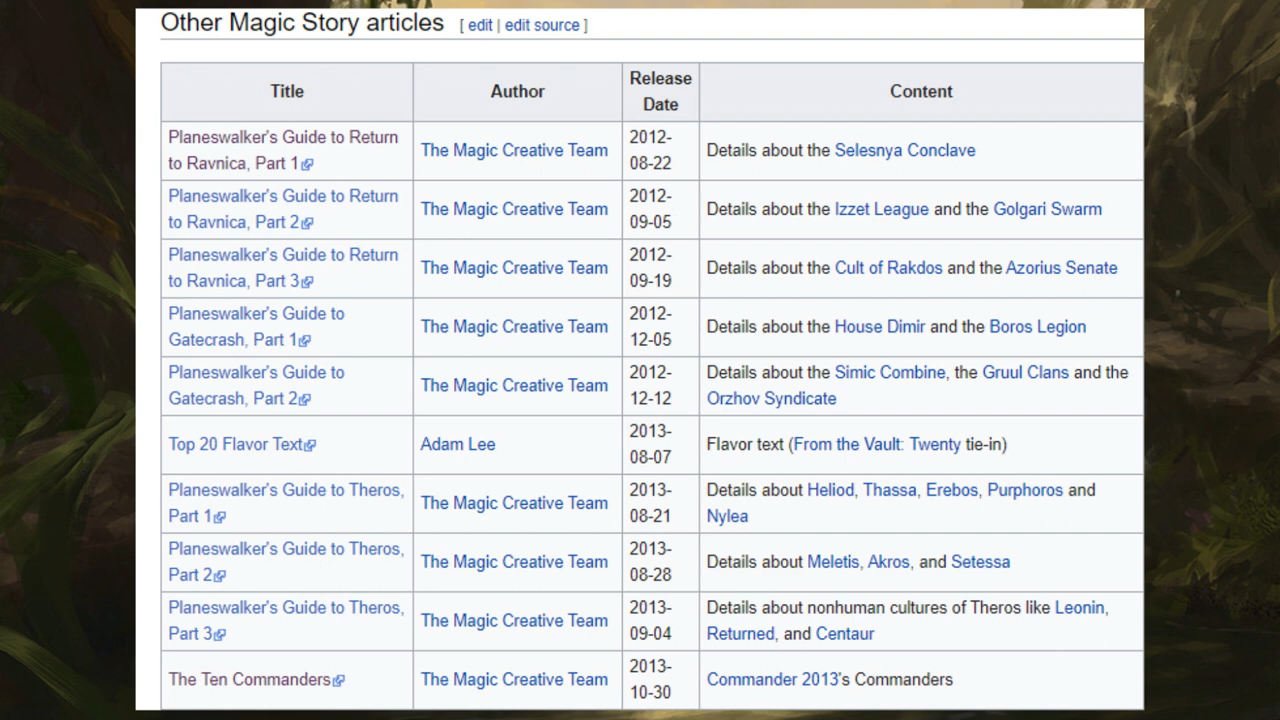 Other Magic Story articles [ edit | edit source ]
Title Author Release Date Content
Planeswalker's Guide to Return
to Ravnica, Part 1
The Magic Creative Team
2012-
08-22
Details about the Selesnya Conclave
Planeswalker's Guide to Return
to Ravnica, Part 2
The Magic Creative Team
2012-
09-05
Details about the Izzet League and the Golgari Swarm
Planeswalker's Guide to Return
to Ravnica, Part 3
The Magic Creative Team
2012-
09-19
Details about the Cult of Rakdos and the Azorius Senate
Planeswalker's Guide to
Gatecrash, Part 1
The Magic Creative Team
2012-
12-05
Details about the House Dimir and the Boros Legion
Planeswalker's Guide to
Gatecrash, Part 2
The Magic Creative Team
2012-
12-12
Details about the Simic Combine, the Gruul Clans and the
Orzhov Syndicate
Top 20 Flavor Text
Adam Lee
2013-
08-07
Flavor text (From the Vault: Twenty tie-in)
Planeswalker's Guide to Theros,
Part 1
The Magic Creative Team
2013-
08-21
Details about Heliod, Thassa, Erebos, Purphoros and
Nylea
Planeswalker's Guide to Theros,
Part 2
The Magic Creative Team
2013-
08-28
Details about Meletis, Akros, and Setessa
Planeswalker's Guide to Theros,
Part 3
The Magic Creative Team
2013-
09-04
Details about nonhuman cultures of Theros like Leonin,
Returned, and Centaur
The Ten Commanders
The Magic Creative Team
2013-
10-30
Commander 2013's Commanders